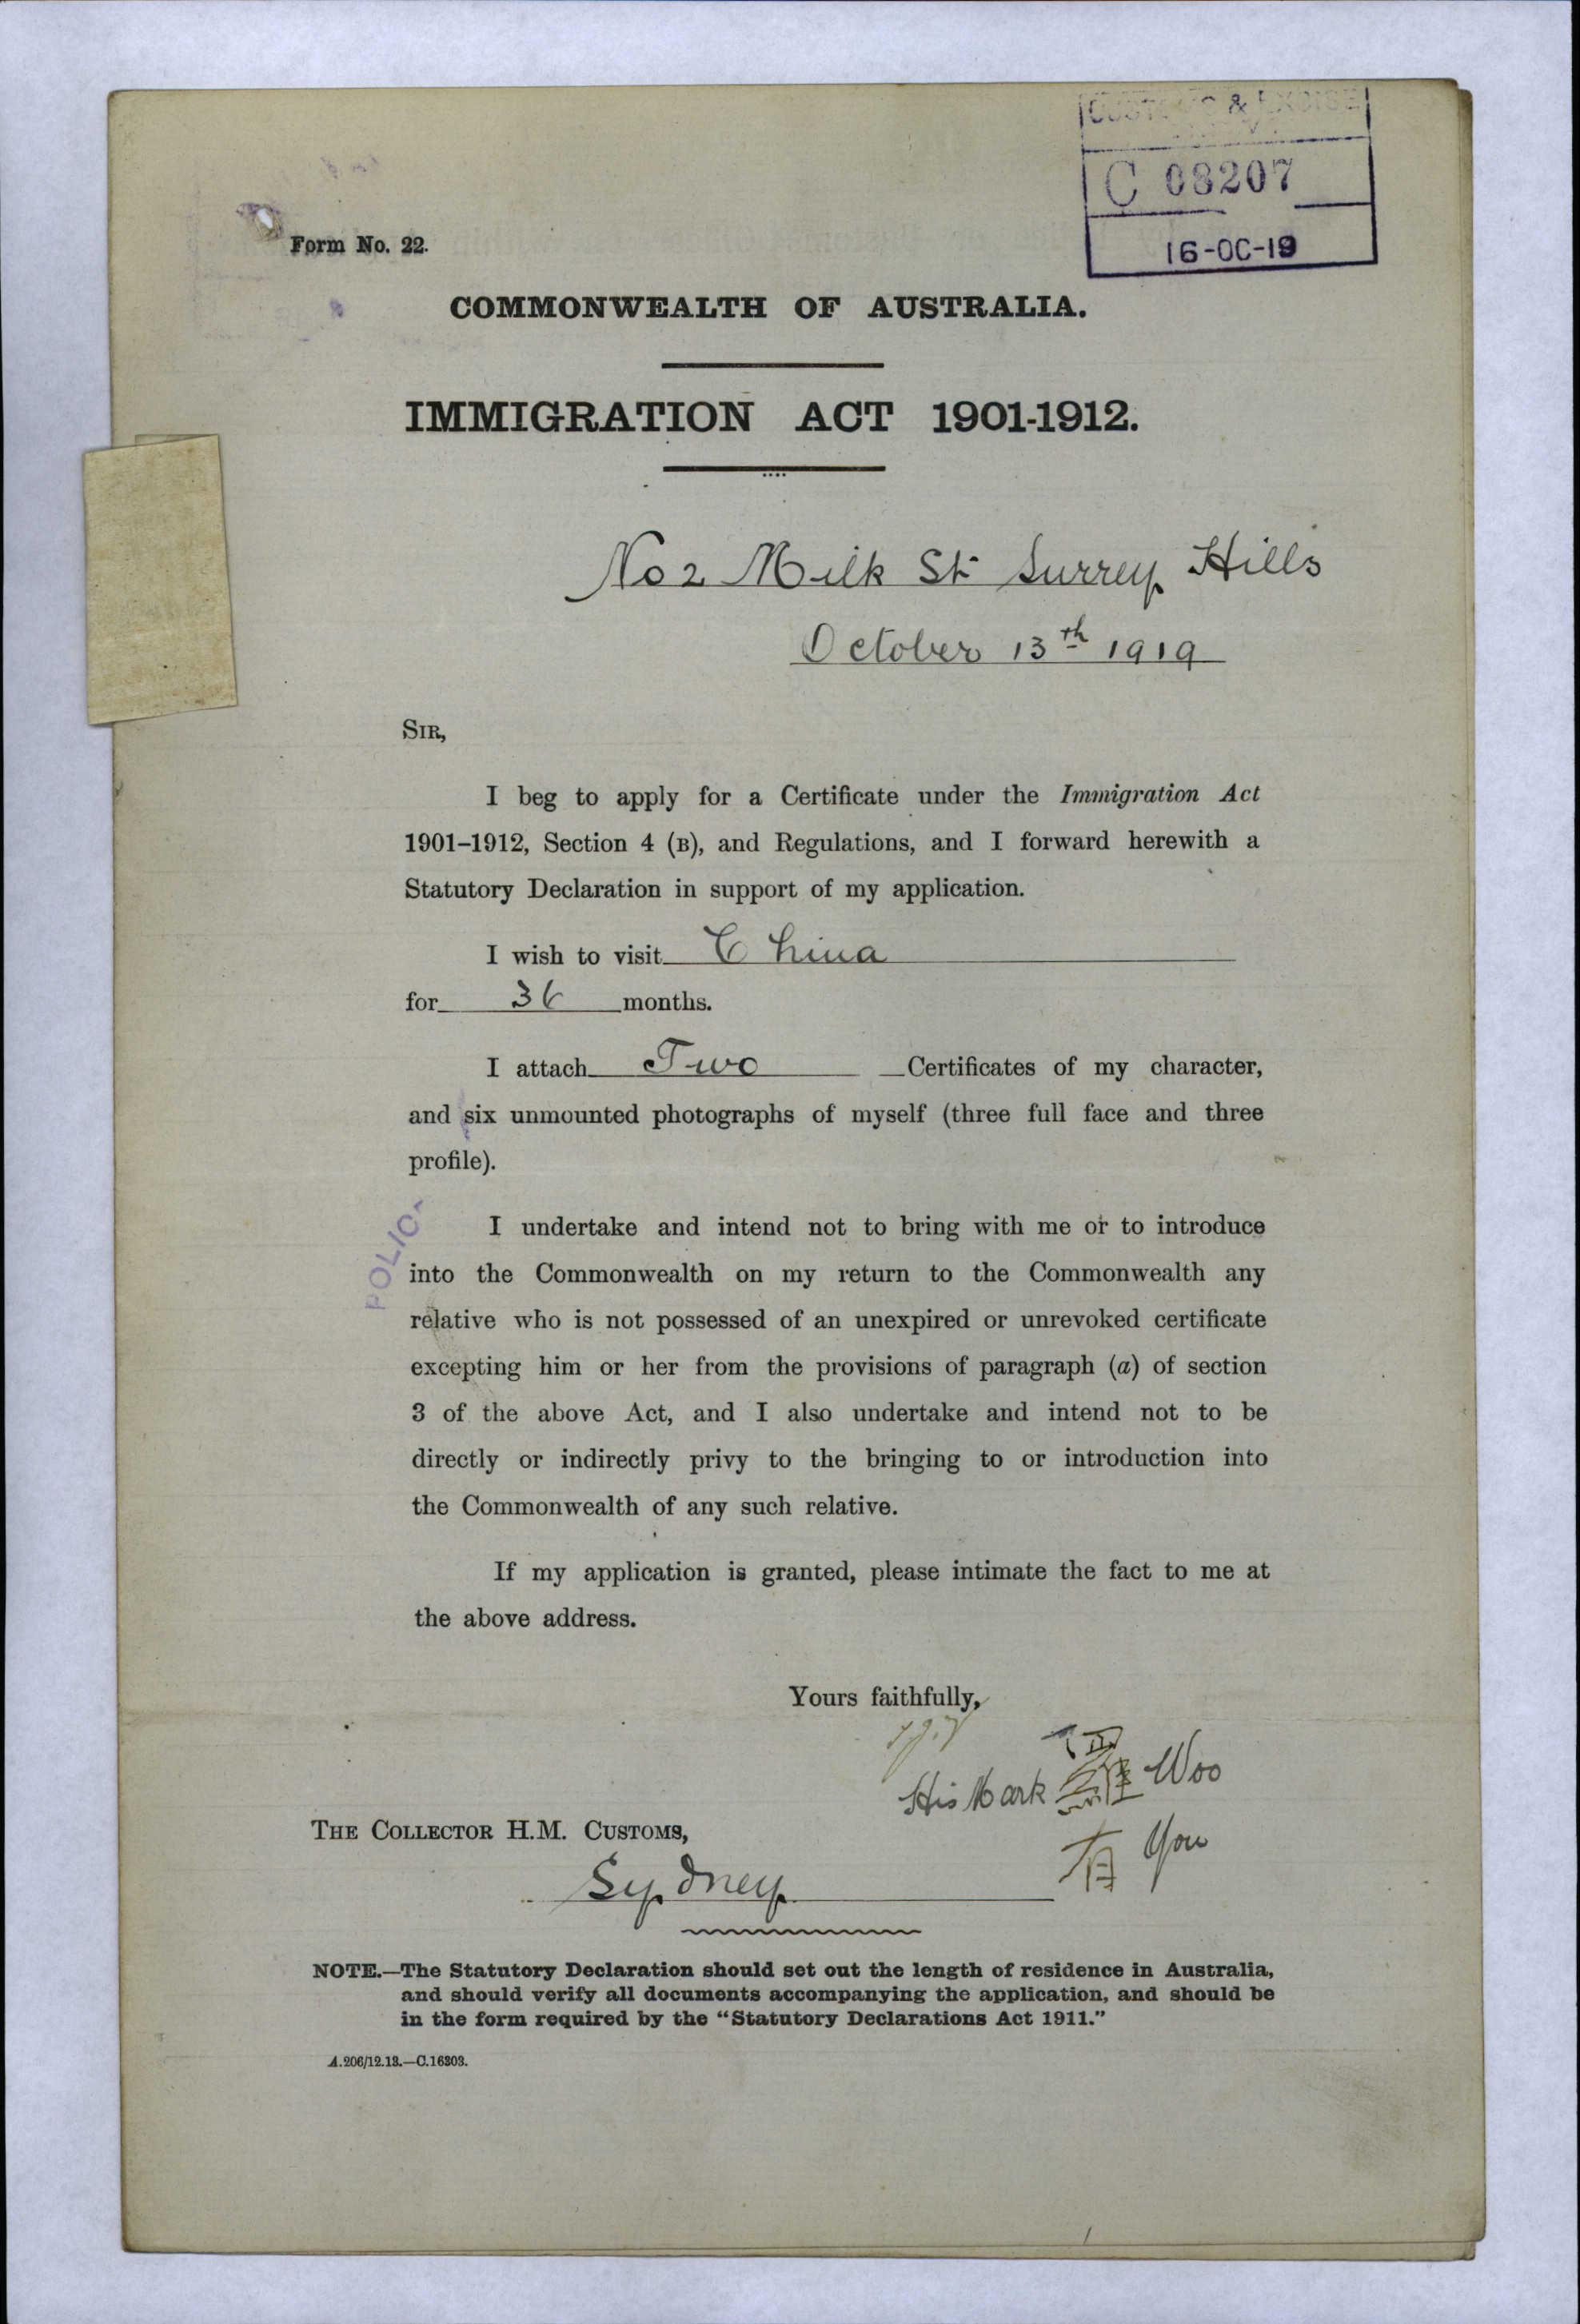 CUSTOMS & EXCISE
C 08207
16-OC-19
Form No. 22.
COMMONWEALTH OF AUSTRALIA.
IMMIGRATION ACT 1901-1912.
No 2 Milk St Surrey Hills
October 13th 1919
SIR,
I beg to apply for a Certificate under the Immigration Act
1901–1912, Section 4 (B), and Regulations, and I forward herewith a
Statutory Declaration in support of my application.
I wish to visit China
for 36 months.
I attach Two Certificates of my character,
and six unmounted photographs of myself (three full face and three
profile).
I undertake and intend not to bring with me or to introduce
into the Commonwealth on my return to the Commonwealth any
relative who is not possessed of an unexpired or unrevoked certificate
excepting him or her from the provisions of paragraph (a) of section
3 of the above Act, and I also undertake and intend not to be
directly or indirectly privy to the bringing to or introduction into
the Commonwealth of any such relative.
If my application is granted, please intimate the fact to me at
the above address.
Yours faithfully,
His Mark 羅 Woo
有 You
THE COLLECTOR H.M. CUSTOMS,
Sydney
NOTE.—The Statutory Declaration should set out the length of residence in Australia,
and should verify all documents accompanying the application, and should be
in the form required by the “Statutory Declarations Act 1911.”
A.206/12.13.—C.16303.